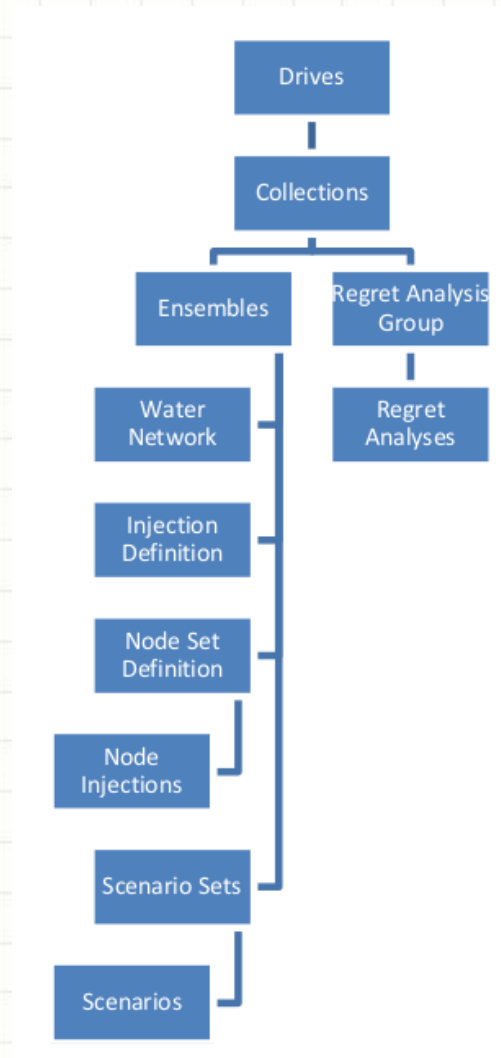 Drives
Collections
Ensembles
Regret Analysis
Group
Water
Network
Regret
Analyses
Injection
Definition
Node Set
Definition
Node
Injections
Scenario Sets
Scenarios